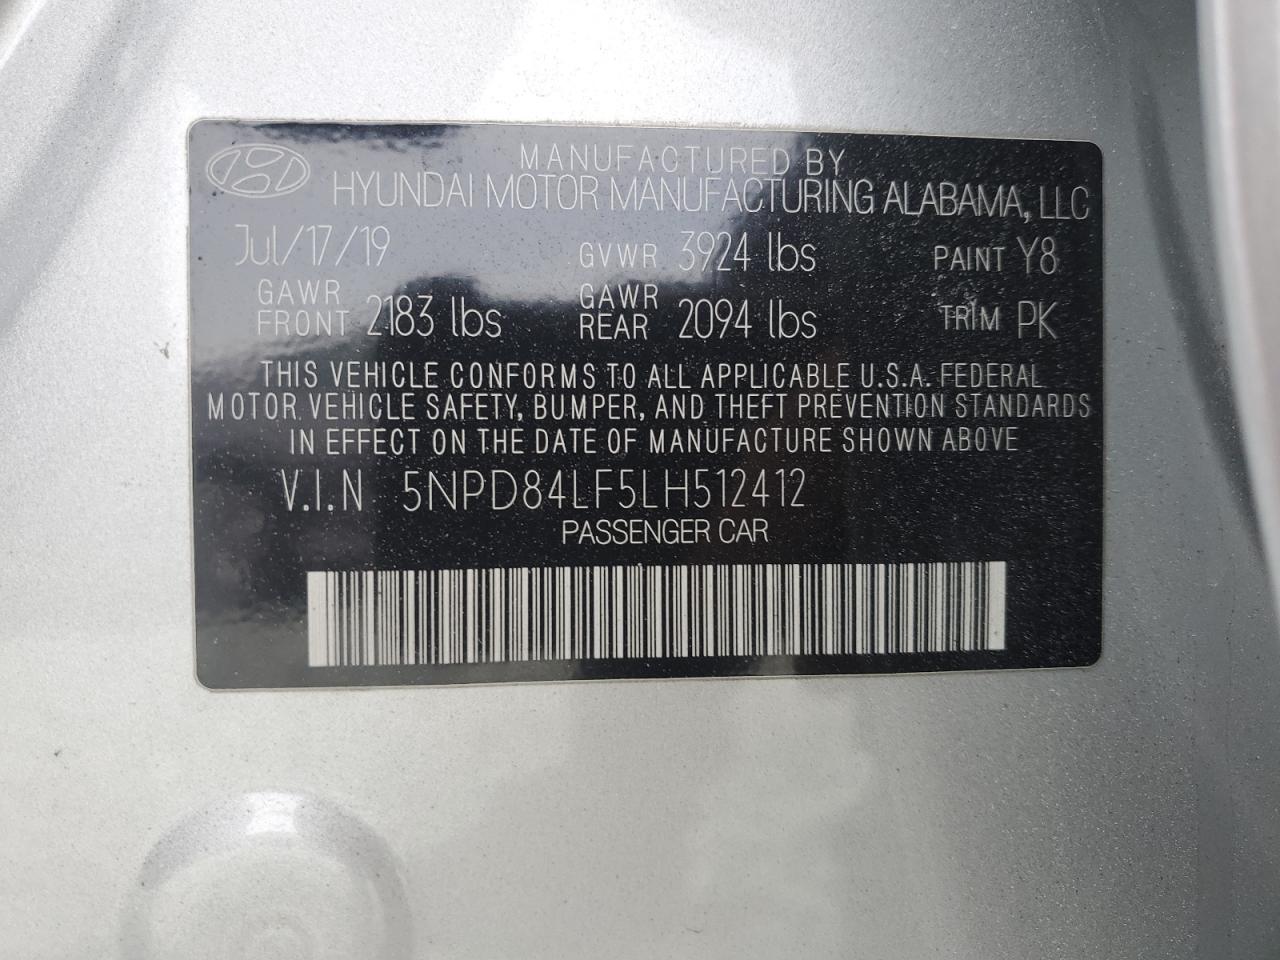 MANUFACTURED BY
HYUNDAI MOTOR MANUFACTURING ALABAMA, LLC
Jul/17/19 GVWR 3924 lbs PAINT Y8
GAWR FRONT 2183 lbs GAWR REAR 2094 lbs TRIM PK
THIS VEHICLE CONFORMS TO ALL APPLICABLE U.S.A. FEDERAL
MOTOR VEHICLE SAFETY, BUMPER, AND THEFT PREVENTION STANDARDS
IN EFFECT ON THE DATE OF MANUFACTURE SHOWN ABOVE
V.I.N 5NPD84LF5LH512412
PASSENGER CAR